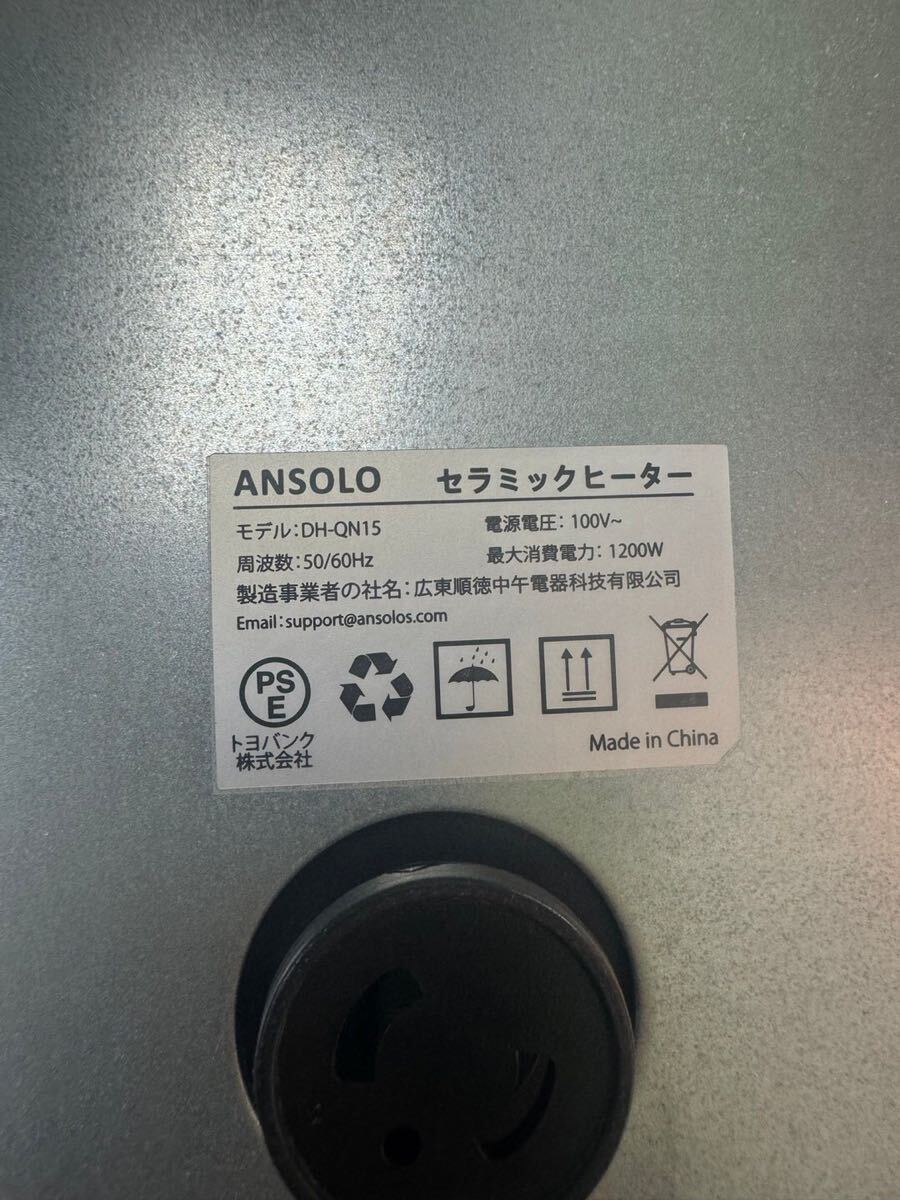 ANSOLO セラミックヒーター
モデル:DH-QN15 電源電圧: 100V~
周波数:50/60Hz 最大消費電力: 1200W
製造事業者の社名:広東順徳中午電器科技有限公司
Email:support@ansolos.com
PS
E
トヨバンク
株式会社
Made in China